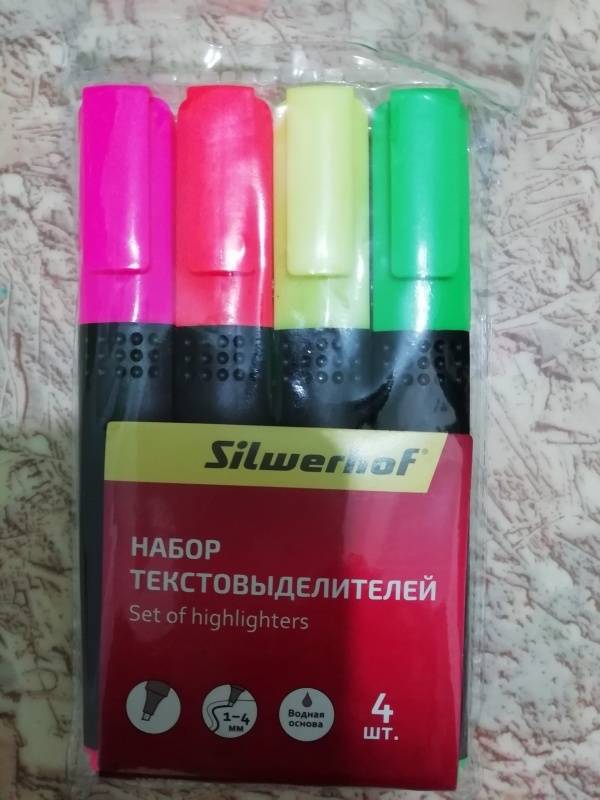 Silwerhof®
НАБОР
ТЕКСТОВЫДЕЛИТЕЛЕЙ
Set of highlighters
1–4
мм
Водная
основа
4
шт.